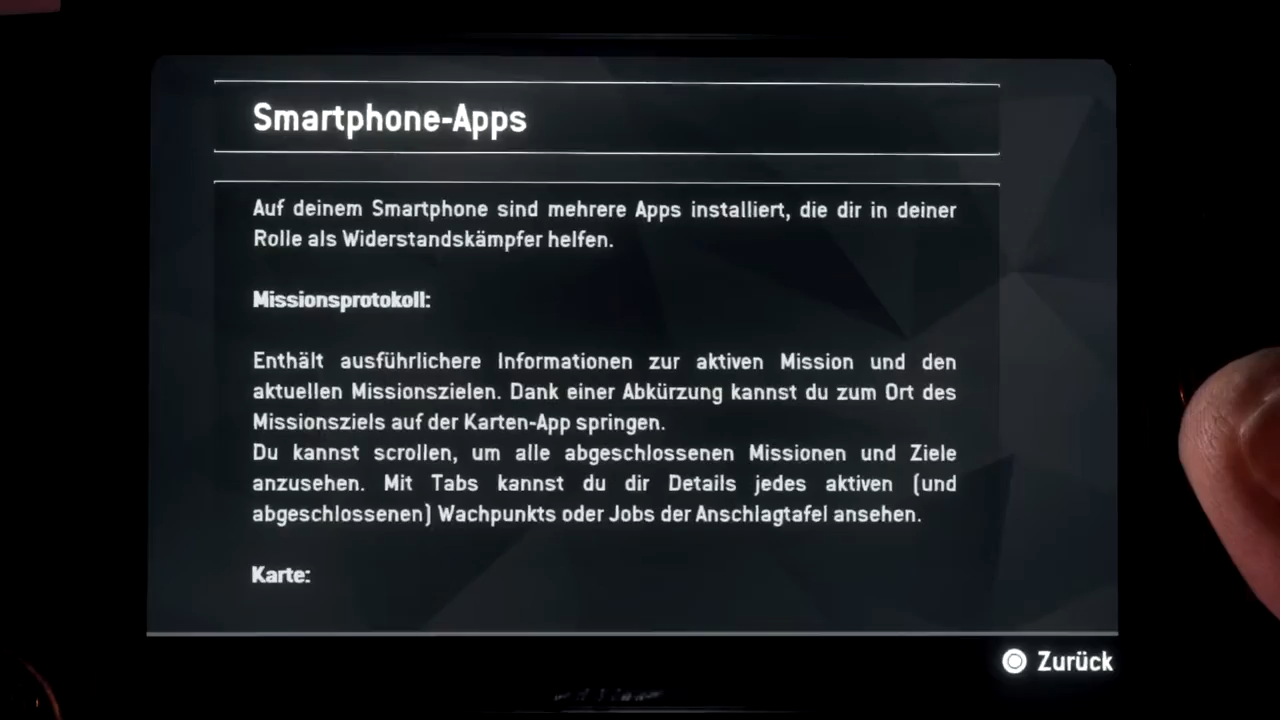 Smartphone-Apps
Auf deinem Smartphone sind mehrere Apps installiert, die dir in deiner
Rolle als Widerstandskämpfer helfen.
Missionsprotokoll:
Enthält ausführlichere Informationen zur aktiven Mission und den
aktuellen Missionszielen. Dank einer Abkürzung kannst du zum Ort des
Missionsziels auf der Karten-App springen.
Du kannst scrollen, um alle abgeschlossenen Missionen und Ziele
anzusehen. Mit Tabs kannst du dir Details jedes aktiven (und
abgeschlossenen) Wachpunkts oder Jobs der Anschlagtafel ansehen.
Karte:
Zurück